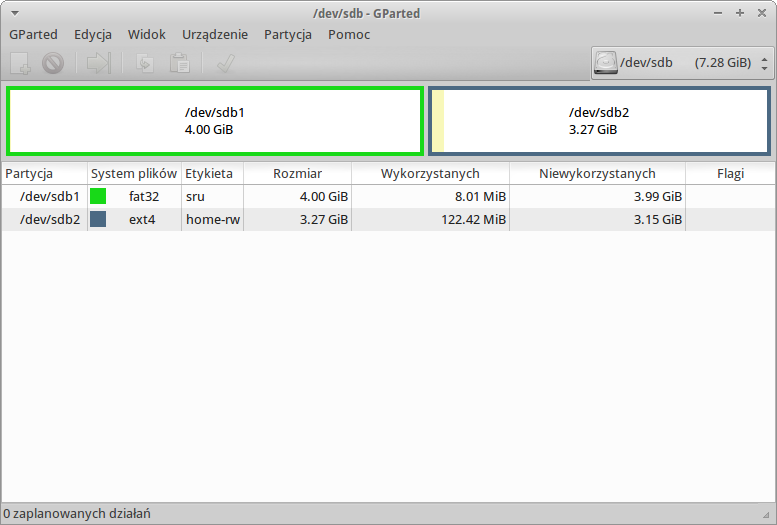 /dev/sdb - GParted
GParted Edycja Widok Urządzenie Partycja Pomoc
/dev/sdb (7.28 GiB)
/dev/sdb1
4.00 GiB
/dev/sdb2
3.27 GiB
Partycja System plików Etykieta Rozmiar Wykorzystanych Niewykorzystanych Flagi
/dev/sdb1 fat32 sru 4.00 GiB 8.01 MiB 3.99 GiB
/dev/sdb2 ext4 home-rw 3.27 GiB 122.42 MiB 3.15 GiB
0 zaplanowanych działań